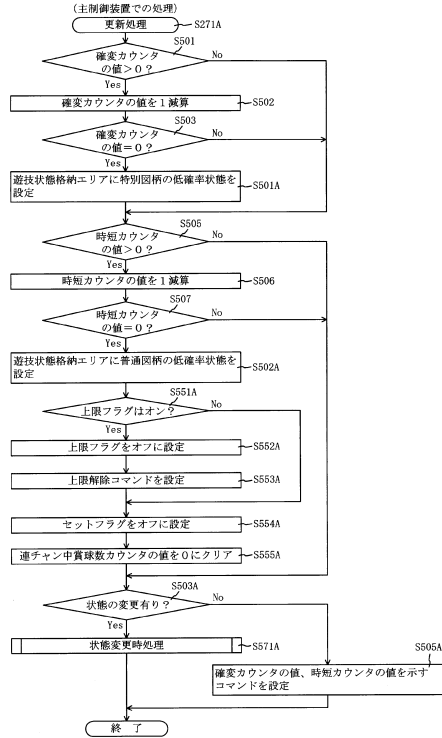 (主制御装置での処理)
更新処理
S271A
S501
確変カウンタ
の値>0?
No
Yes
確変カウンタの値を1減算
S502
S503
確変カウンタ
の値=0?
No
Yes
遊技状態格納エリアに特別図柄の低確率状態を
設定
S501A
S505
時短カウンタ
の値>0?
No
Yes
時短カウンタの値を1減算
S506
S507
時短カウンタ
の値=0?
No
Yes
遊技状態格納エリアに普通図柄の低確率状態を
設定
S502A
S551A
上限フラグはオン?
No
Yes
上限フラグをオフに設定
S552A
上限解除コマンドを設定
S553A
セットフラグをオフに設定
S554A
連チャン中賞球数カウンタの値を0にクリア
S555A
S503A
状態の変更有り?
No
Yes
状態変更時処理
S571A
S505A
確変カウンタの値、時短カウンタの値を示す
コマンドを設定
終 了